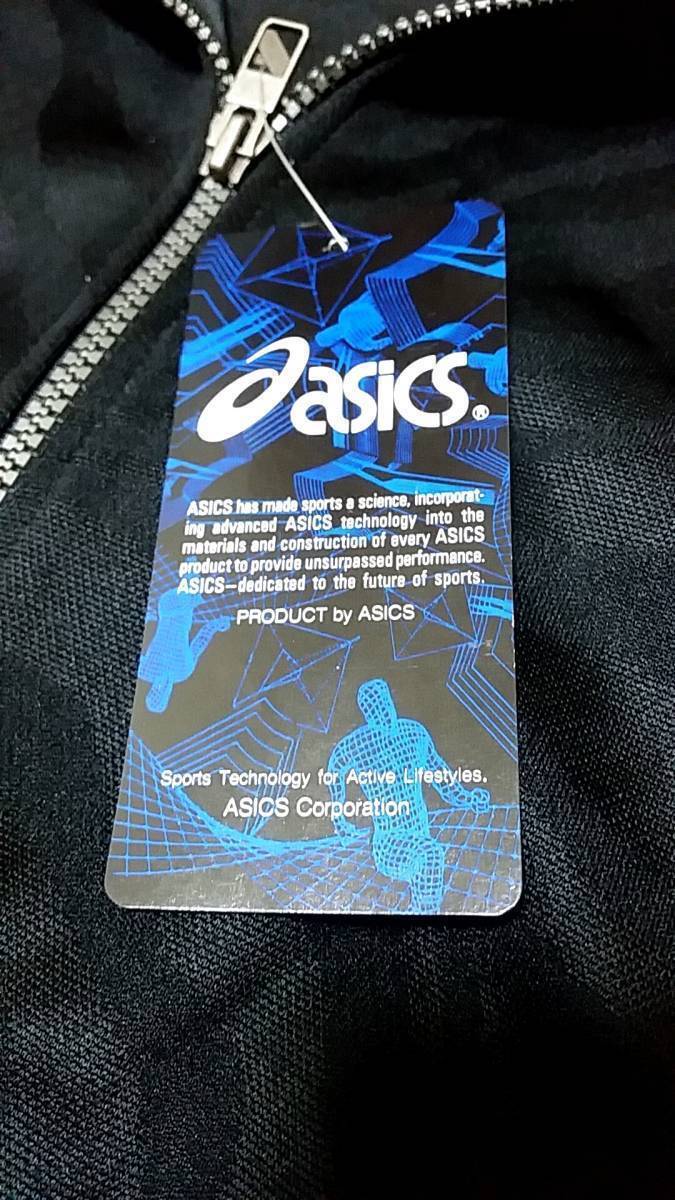 asics®
ASICS has made sports a science, incorporat-
ing advanced ASICS technology into the
materials and construction of every ASICS
product to provide unsurpassed performance.
ASICS—dedicated to the future of sports.
PRODUCT by ASICS
Sports Technology for Active Lifestyles.
ASICS Corporation